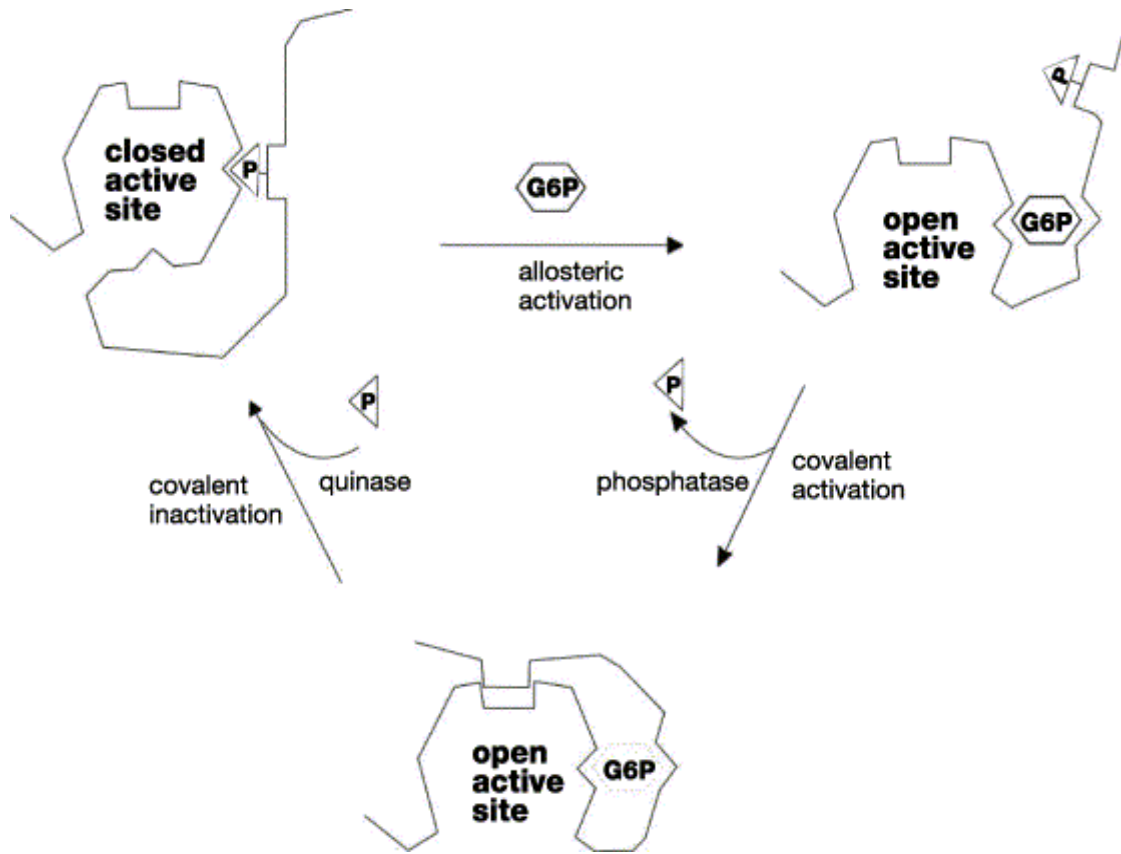 closed
active
site
P
G6P
allosteric
activation
P
open
active
site
G6P
covalent
inactivation
P
quinase
P
phosphatase
covalent
activation
open
active
site
G6P